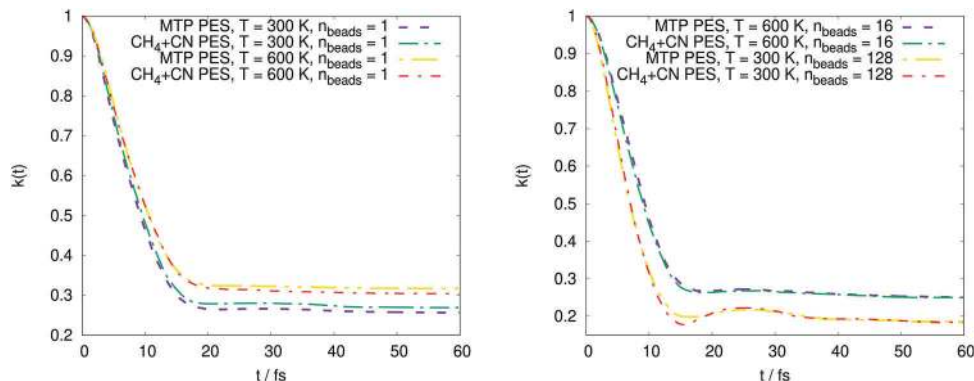 MTP PES, T = 300 K, nbeads = 1
CH4+CN PES, T = 300 K, nbeads = 1
MTP PES, T = 600 K, nbeads = 1
CH4+CN PES, T = 600 K, nbeads = 1
1
0.9
0.8
0.7
0.6
0.5
0.4
0.3
0.2
k(t)
0 10 20 30 40 50 60
t / fs
MTP PES, T = 600 K, nbeads = 16
CH4+CN PES, T = 600 K, nbeads = 16
MTP PES, T = 300 K, nbeads = 128
CH4+CN PES, T = 300 K, nbeads = 128
1
0.9
0.8
0.7
0.6
0.5
0.4
0.3
0.2
k(t)
0 10 20 30 40 50 60
t / fs